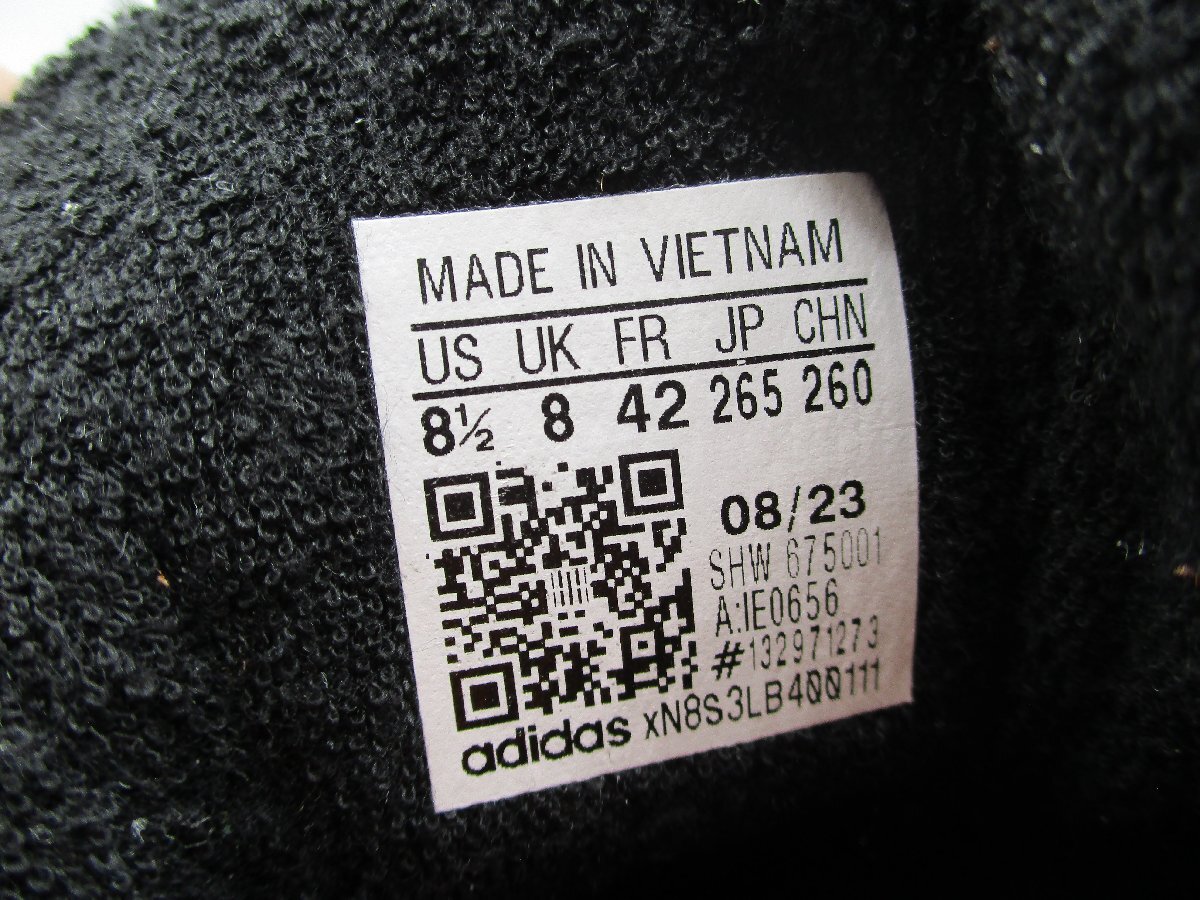 MADE IN VIETNAM
US UK FR JP CHN
8½ 8 42 265 260
08/23
SHW 675001
A:IE0656
#132971273
adidas xN8S3LB400111